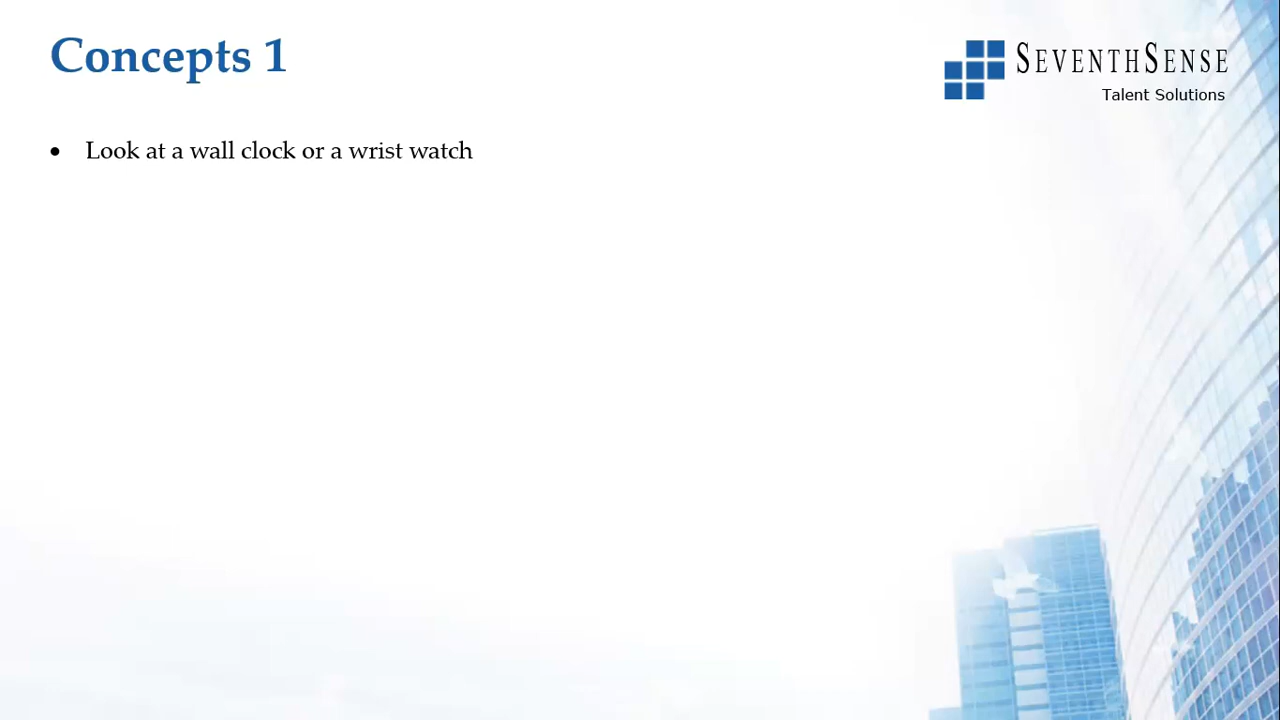 Concepts 1
SEVENTHSENSE
Talent Solutions
• Look at a wall clock or a wrist watch